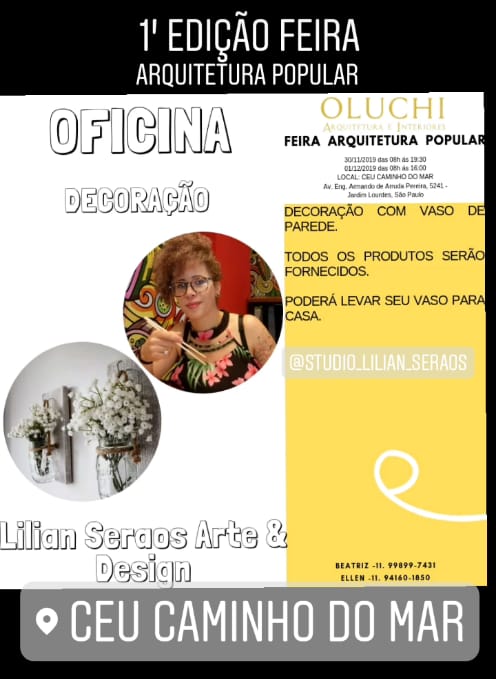 1ª EDIÇÃO FEIRA
ARQUITETURA POPULAR
OFICINA
DECORAÇÃO
Lilian Seraos Arte &
Design
OLUCHI
ARQUITETURA E INTERIORES
FEIRA ARQUITETURA POPULAR
30/11/2019 das 08h ás 19:30
01/12/2019 das 08h ás 16:00
LOCAL: CEU CAMINHO DO MAR
Av. Eng. Armando de Arruda Pereira, 5241 -
Jardim Lourdes, São Paulo
DECORAÇÃO COM VASO DE
PAREDE.
TODOS OS PRODUTOS SERÃO
FORNECIDOS.
PODERÁ LEVAR SEU VASO PARA
CASA.
@STUDIO_LILIAN_SERAOS
BEATRIZ -11. 99899-7431
ELLEN -11. 94160-1850
CEU CAMINHO DO MAR